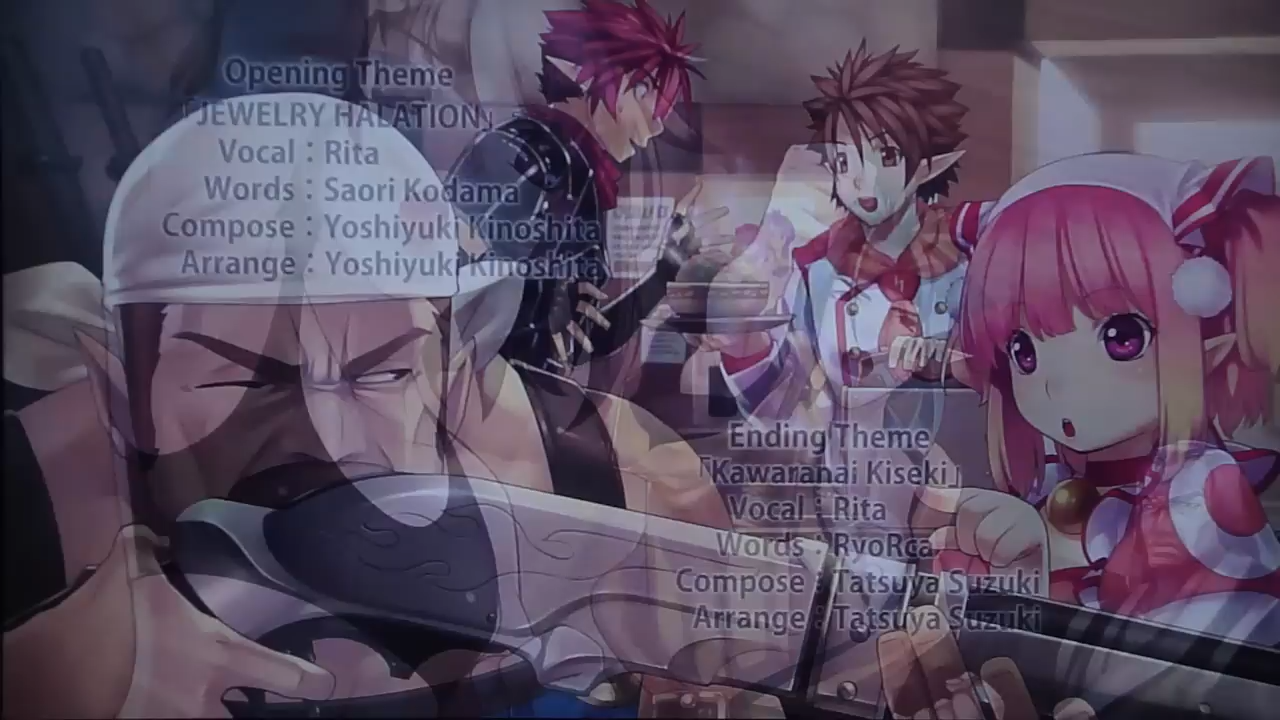 Opening Theme
「JEWELRY HALATION」
Vocal : Rita
Words : Saori Kodama
Compose : Yoshiyuki Kinoshita
Arrange : Yoshiyuki Kinoshita
Ending Theme
「Kawaranai Kiseki」
Vocal : Rita
Words : RyoRca
Compose : Tatsuya Suzuki
Arrange : Tatsuya Suzuki